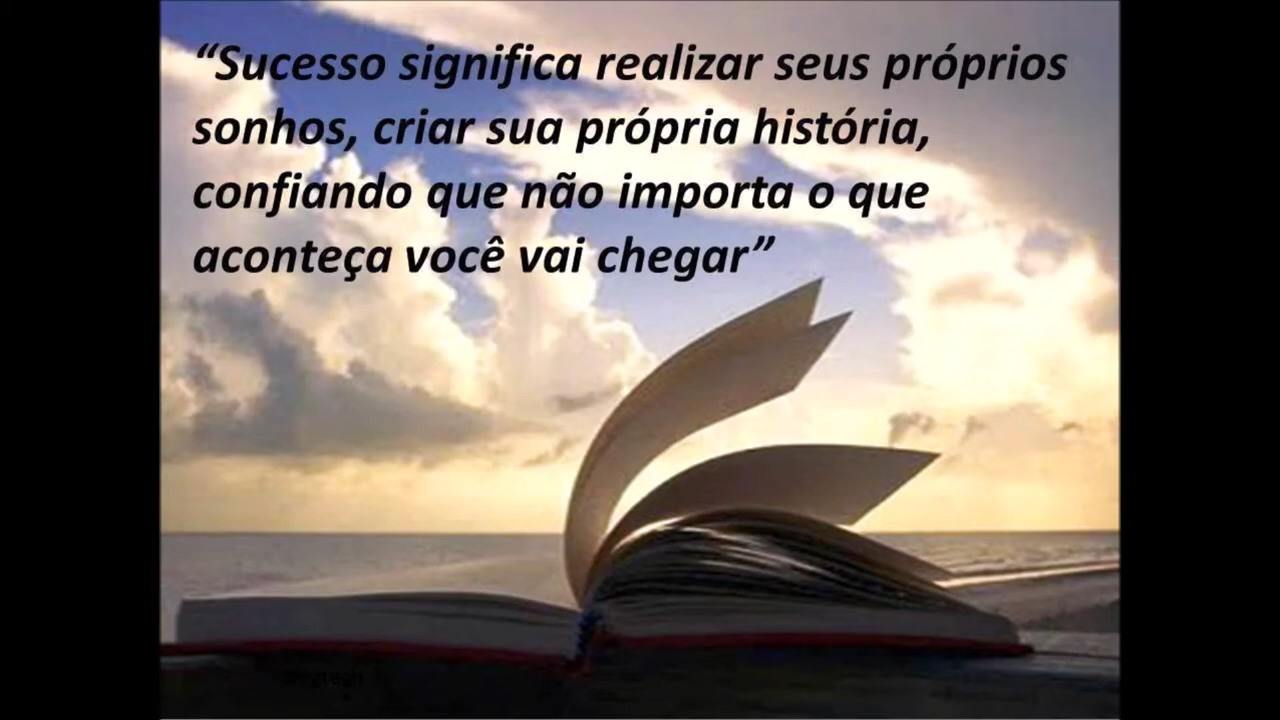 “Sucesso significa realizar seus próprios
sonhos, criar sua própria história,
confiando que não importa o que
aconteça você vai chegar”